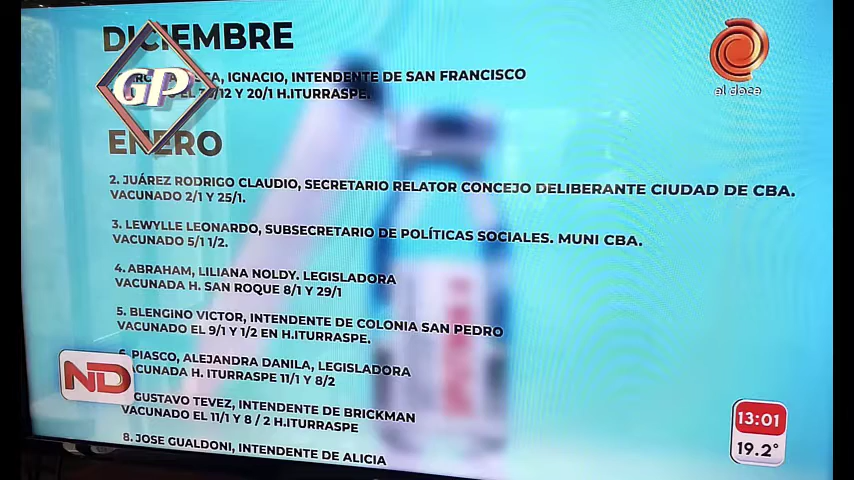 DICIEMBRE
IGNACIO, INTENDENTE DE SAN FRANCISCO
GP
EL 12 Y 20/1 H.ITURRASPE.
el doce
ENERO
2. JUÁREZ RODRIGO CLAUDIO, SECRETARIO RELATOR CONCEJO DELIBERANTE CIUDAD DE CBA.
VACUNADO 2/1 Y 25/1.
3. LEWYLLE LEONARDO, SUBSECRETARIO DE POLÍTICAS SOCIALES. MUNI CBA.
VACUNADO 5/1 1/2.
4. ABRAHAM, LILIANA NOLDY. LEGISLADORA
VACUNADA H. SAN ROQUE 8/1 Y 29/1
5. BLENGINO VICTOR, INTENDENTE DE COLONIA SAN PEDRO
VACUNADO EL 9/1 Y 1/2 EN H.ITURRASPE.
6. PIASCO, ALEJANDRA DANILA, LEGISLADORA
VACUNADA H. ITURRASPE 11/1 Y 8/2
ND
GUSTAVO TEVEZ, INTENDENTE DE BRICKMAN
VACUNADO EL 11/1 Y 8 / 2 H.ITURRASPE
8. JOSE GUALDONI, INTENDENTE DE ALICIA
13:01
19.2°